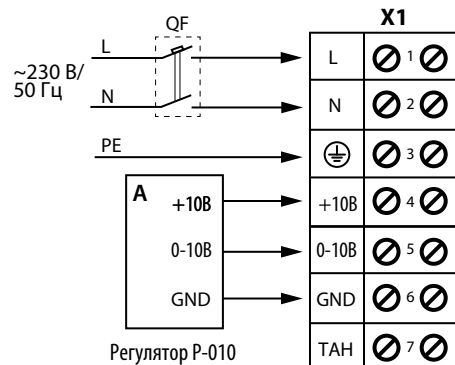 X1
QF
L
~230 В/
50 Гц
N
PE
L 1
N 2
3
A
+10В
+10В 4
0-10В
0-10В 5
GND
GND 6
Регулятор Р-010
ТАН 7